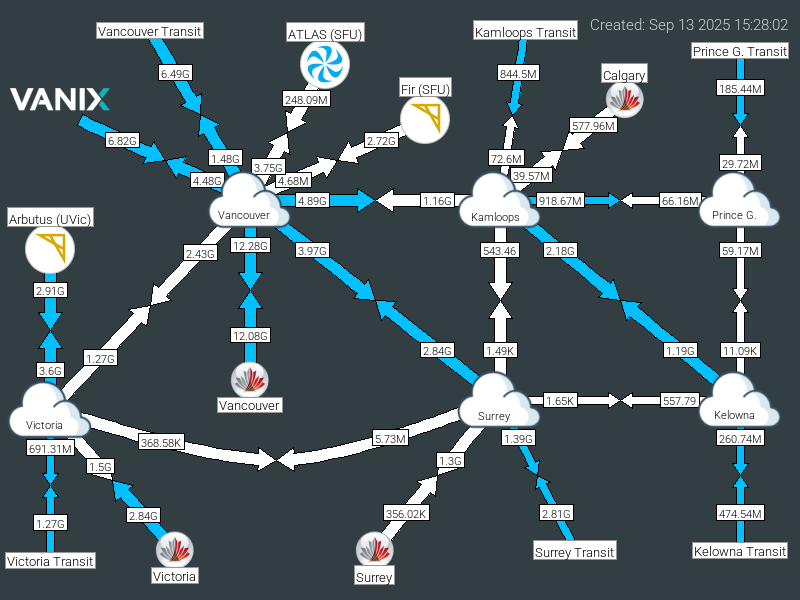 Created: Sep 13 2025 15:28:02
Vancouver Transit
ATLAS (SFU)
Kamloops Transit
Prince G. Transit
6.49G
844.5M
Calgary
185.44M
Fir (SFU)
VANIX
248.09M
577.96M
6.82G
2.72G
1.48G
72.6M
29.72M
3.75G
4.48G
4.68M
39.57M
4.89G
1.16G
918.67M
66.16M
Vancouver
Kamloops
Prince G.
Arbutus (UVic)
12.28G
2.43G
3.97G
543.46
2.18G
59.17M
2.91G
12.08G
1.27G
2.84G
1.49K
1.19G
11.09K
3.6G
Vancouver
1.65K
557.79
Victoria
Surrey
Kelowna
691.31M
368.58K
5.73M
1.39G
260.74M
1.5G
1.3G
1.27G
2.84G
356.02K
2.81G
474.54M
Victoria Transit
Victoria
Surrey
Surrey Transit
Kelowna Transit